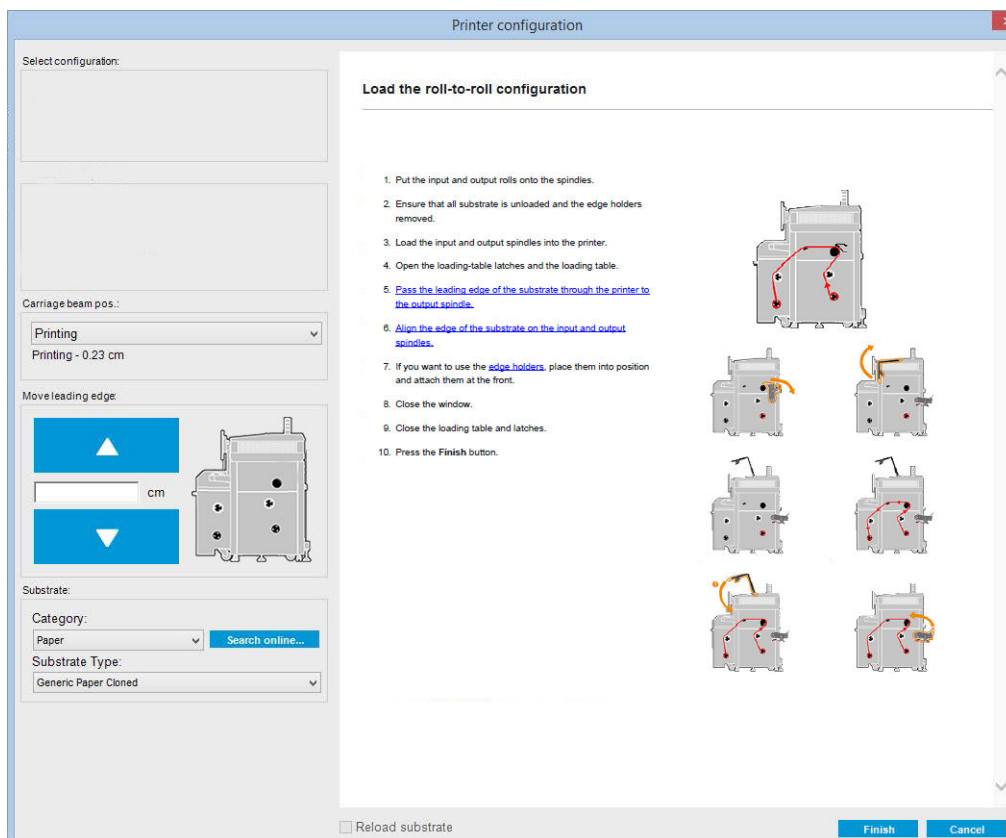 Printer configuration
Select configuration:
Carriage beam pos.:
Printing
Printing - 0.23 cm
Move leading edge:
cm
Substrate:
Category:
Paper
Search online...
Substrate Type:
Generic Paper Cloned
Load the roll-to-roll configuration
1. Put the input and output rolls onto the spindles.
2. Ensure that all substrate is unloaded and the edge holders
removed.
3. Load the input and output spindles into the printer.
4. Open the loading-table latches and the loading table.
5. Pass the leading edge of the substrate through the printer to
the output spindle.
6. Align the edge of the substrate on the input and output
spindles.
7. If you want to use the edge holders, place them into position
and attach them at the front.
8. Close the window.
9. Close the loading table and latches.
10. Press the Finish button.
Reload substrate
Finish
Cancel